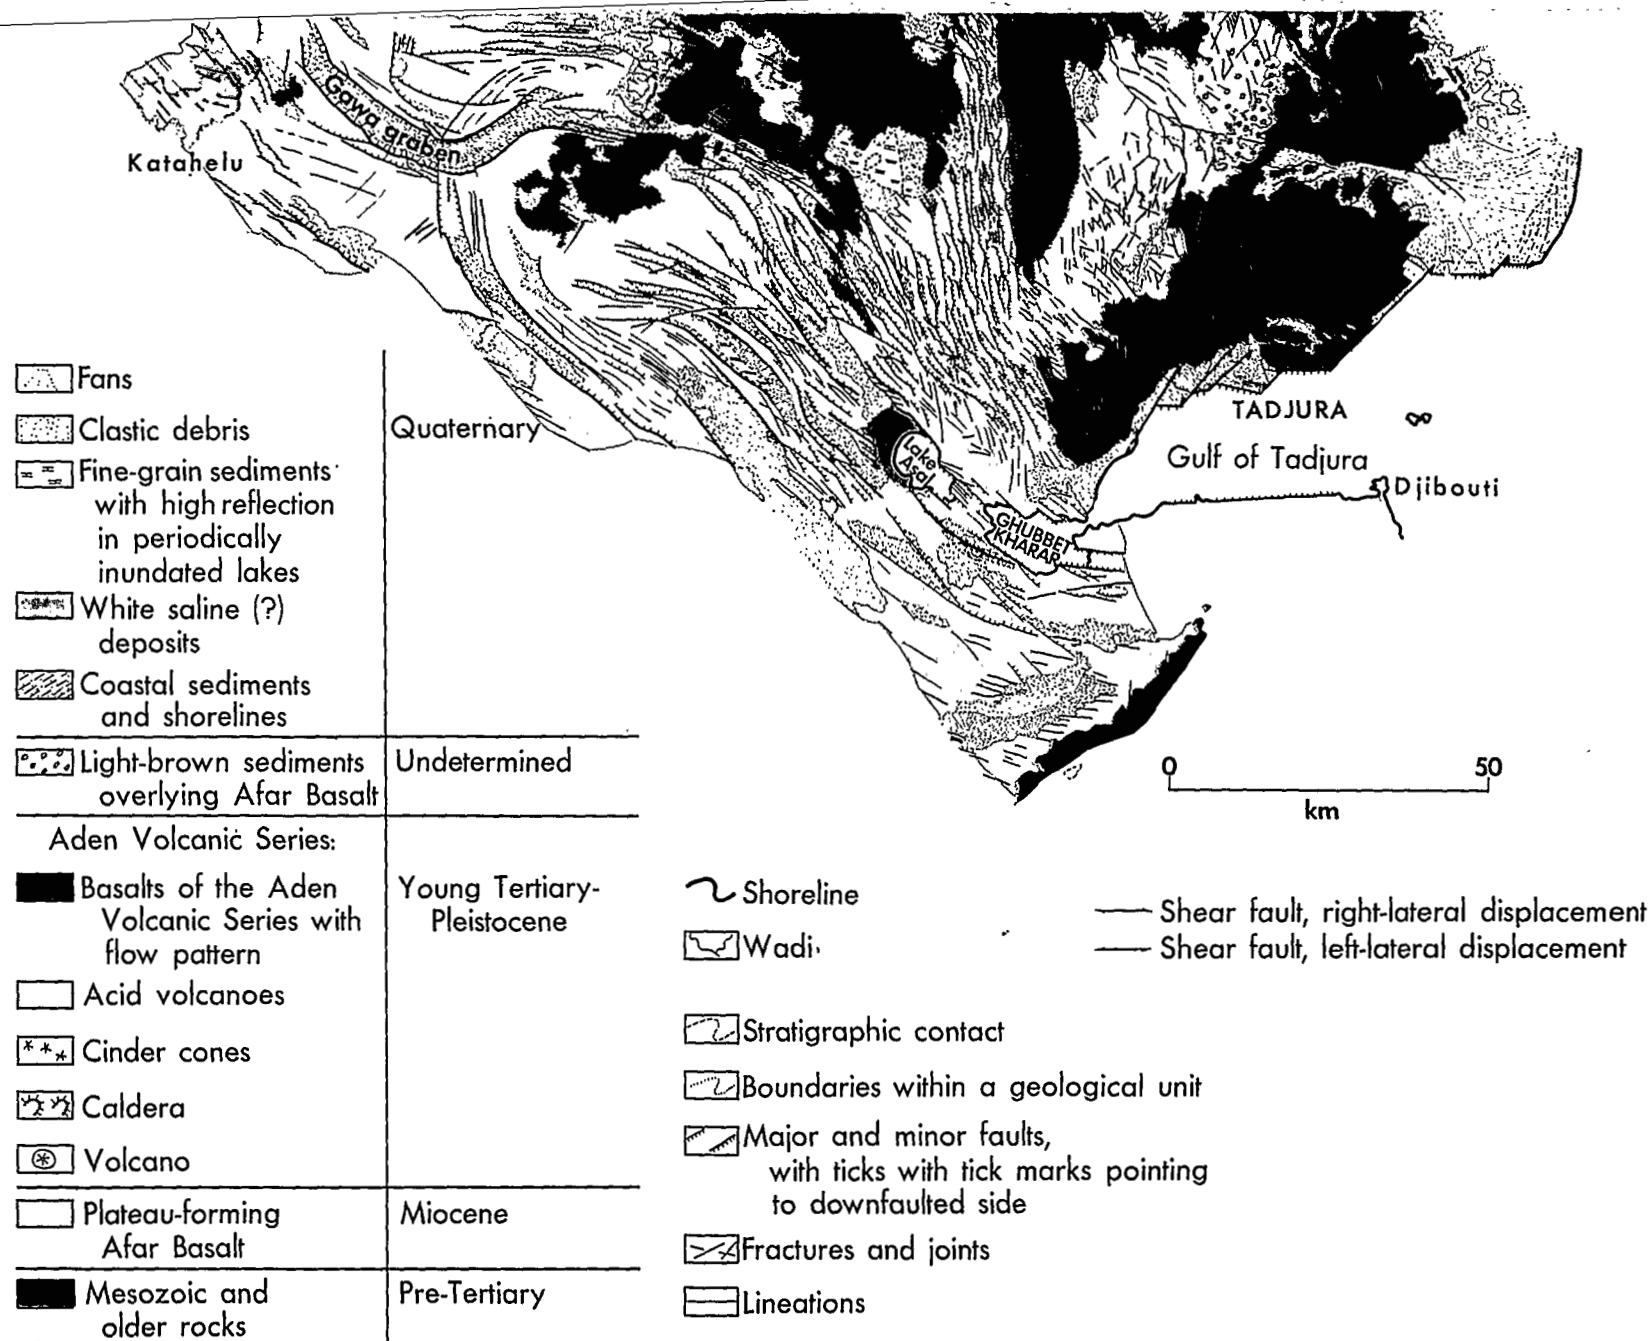 Gawa graben
Katahelu
Lake
Asal
GHUBBET
KHARAR
TADJURA
Gulf of Tadjura
Djibouti
0 50
km
Fans
Clastic debris
Quaternary
Fine-grain sediments
with high reflection
in periodically
inundated lakes
White saline (?)
deposits
Coastal sediments
and shorelines
Light-brown sediments
overlying Afar Basalt
Undetermined
Aden Volcanic Series:
Basalts of the Aden
Volcanic Series with
flow pattern
Young Tertiary-
Pleistocene
Acid volcanoes
Cinder cones
Caldera
Volcano
Plateau-forming
Afar Basalt
Miocene
Mesozoic and
older rocks
Pre-Tertiary
Shoreline
Wadi
Stratigraphic contact
Boundaries within a geological unit
Major and minor faults,
with ticks with tick marks pointing
to downfaulted side
Fractures and joints
Lineations
Shear fault, right-lateral displacement
Shear fault, left-lateral displacement